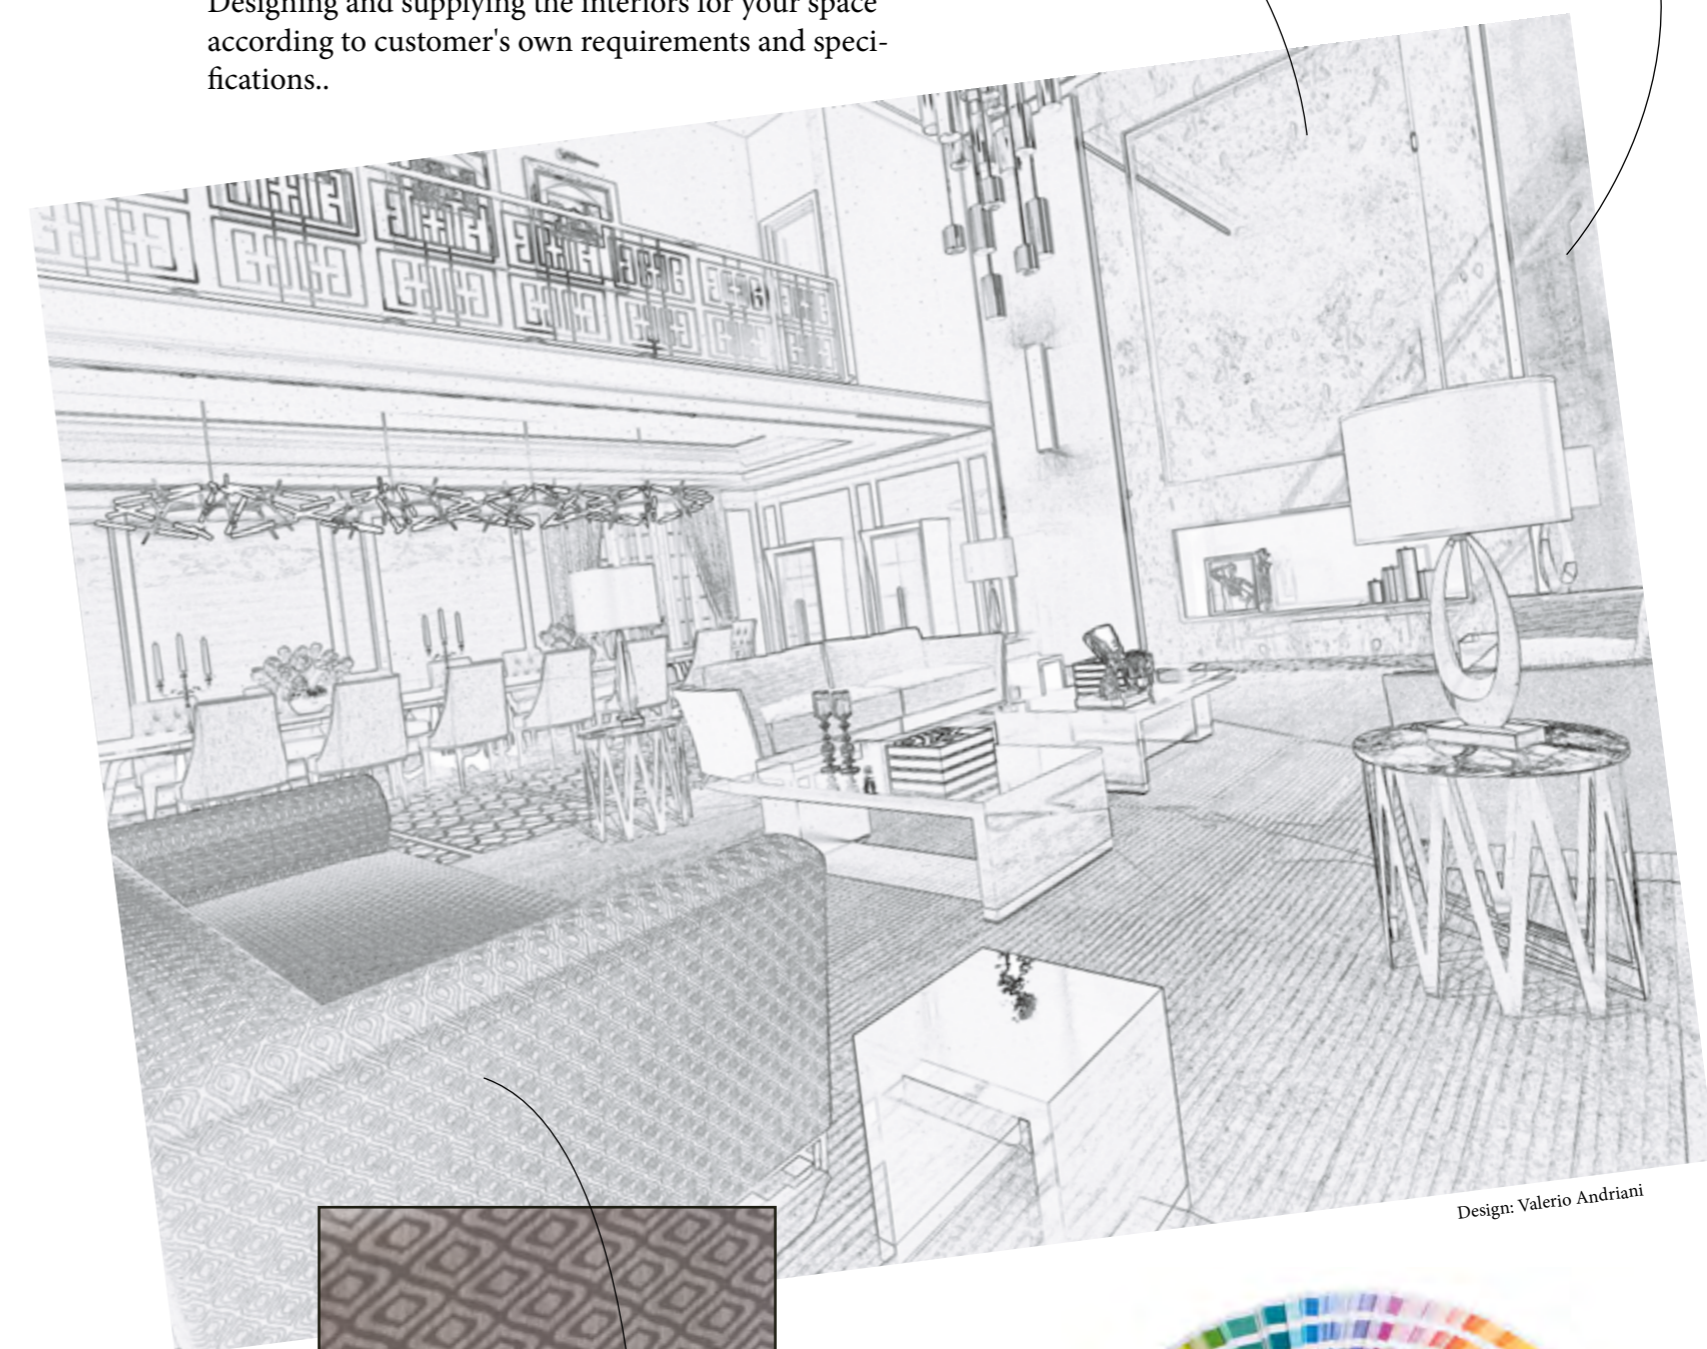 Designing and supplying the interiors for your space
according to customer's own requirements and speci-
fications..
Design: Valerio Andriani